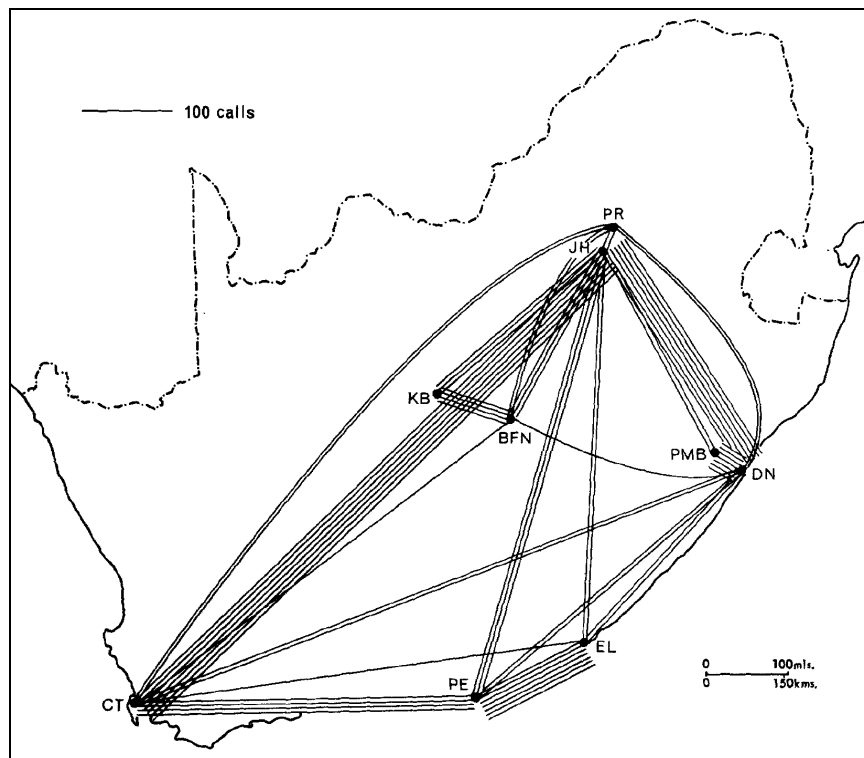 100 calls
PR
JH
KB
BFN
PMB
DN
EL
PE
CT
0 100mls.
0 150kms.